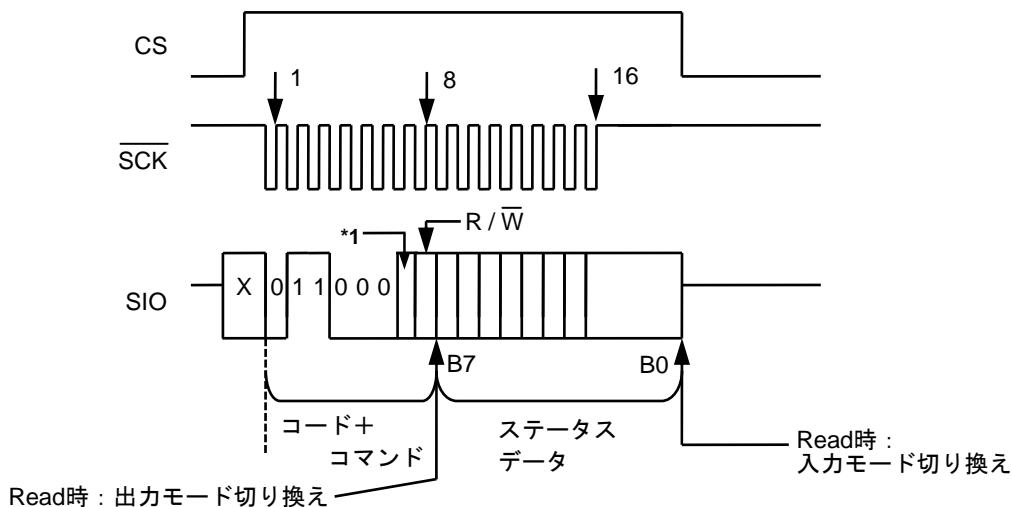 CS
1
8
16
SCK
*1
R / W
SIO
X 0 1 1 0 0 0
B7
B0
コード＋
コマンド
ステータス
データ
Read時：
入力モード切り換え
Read時：出力モード切り換え